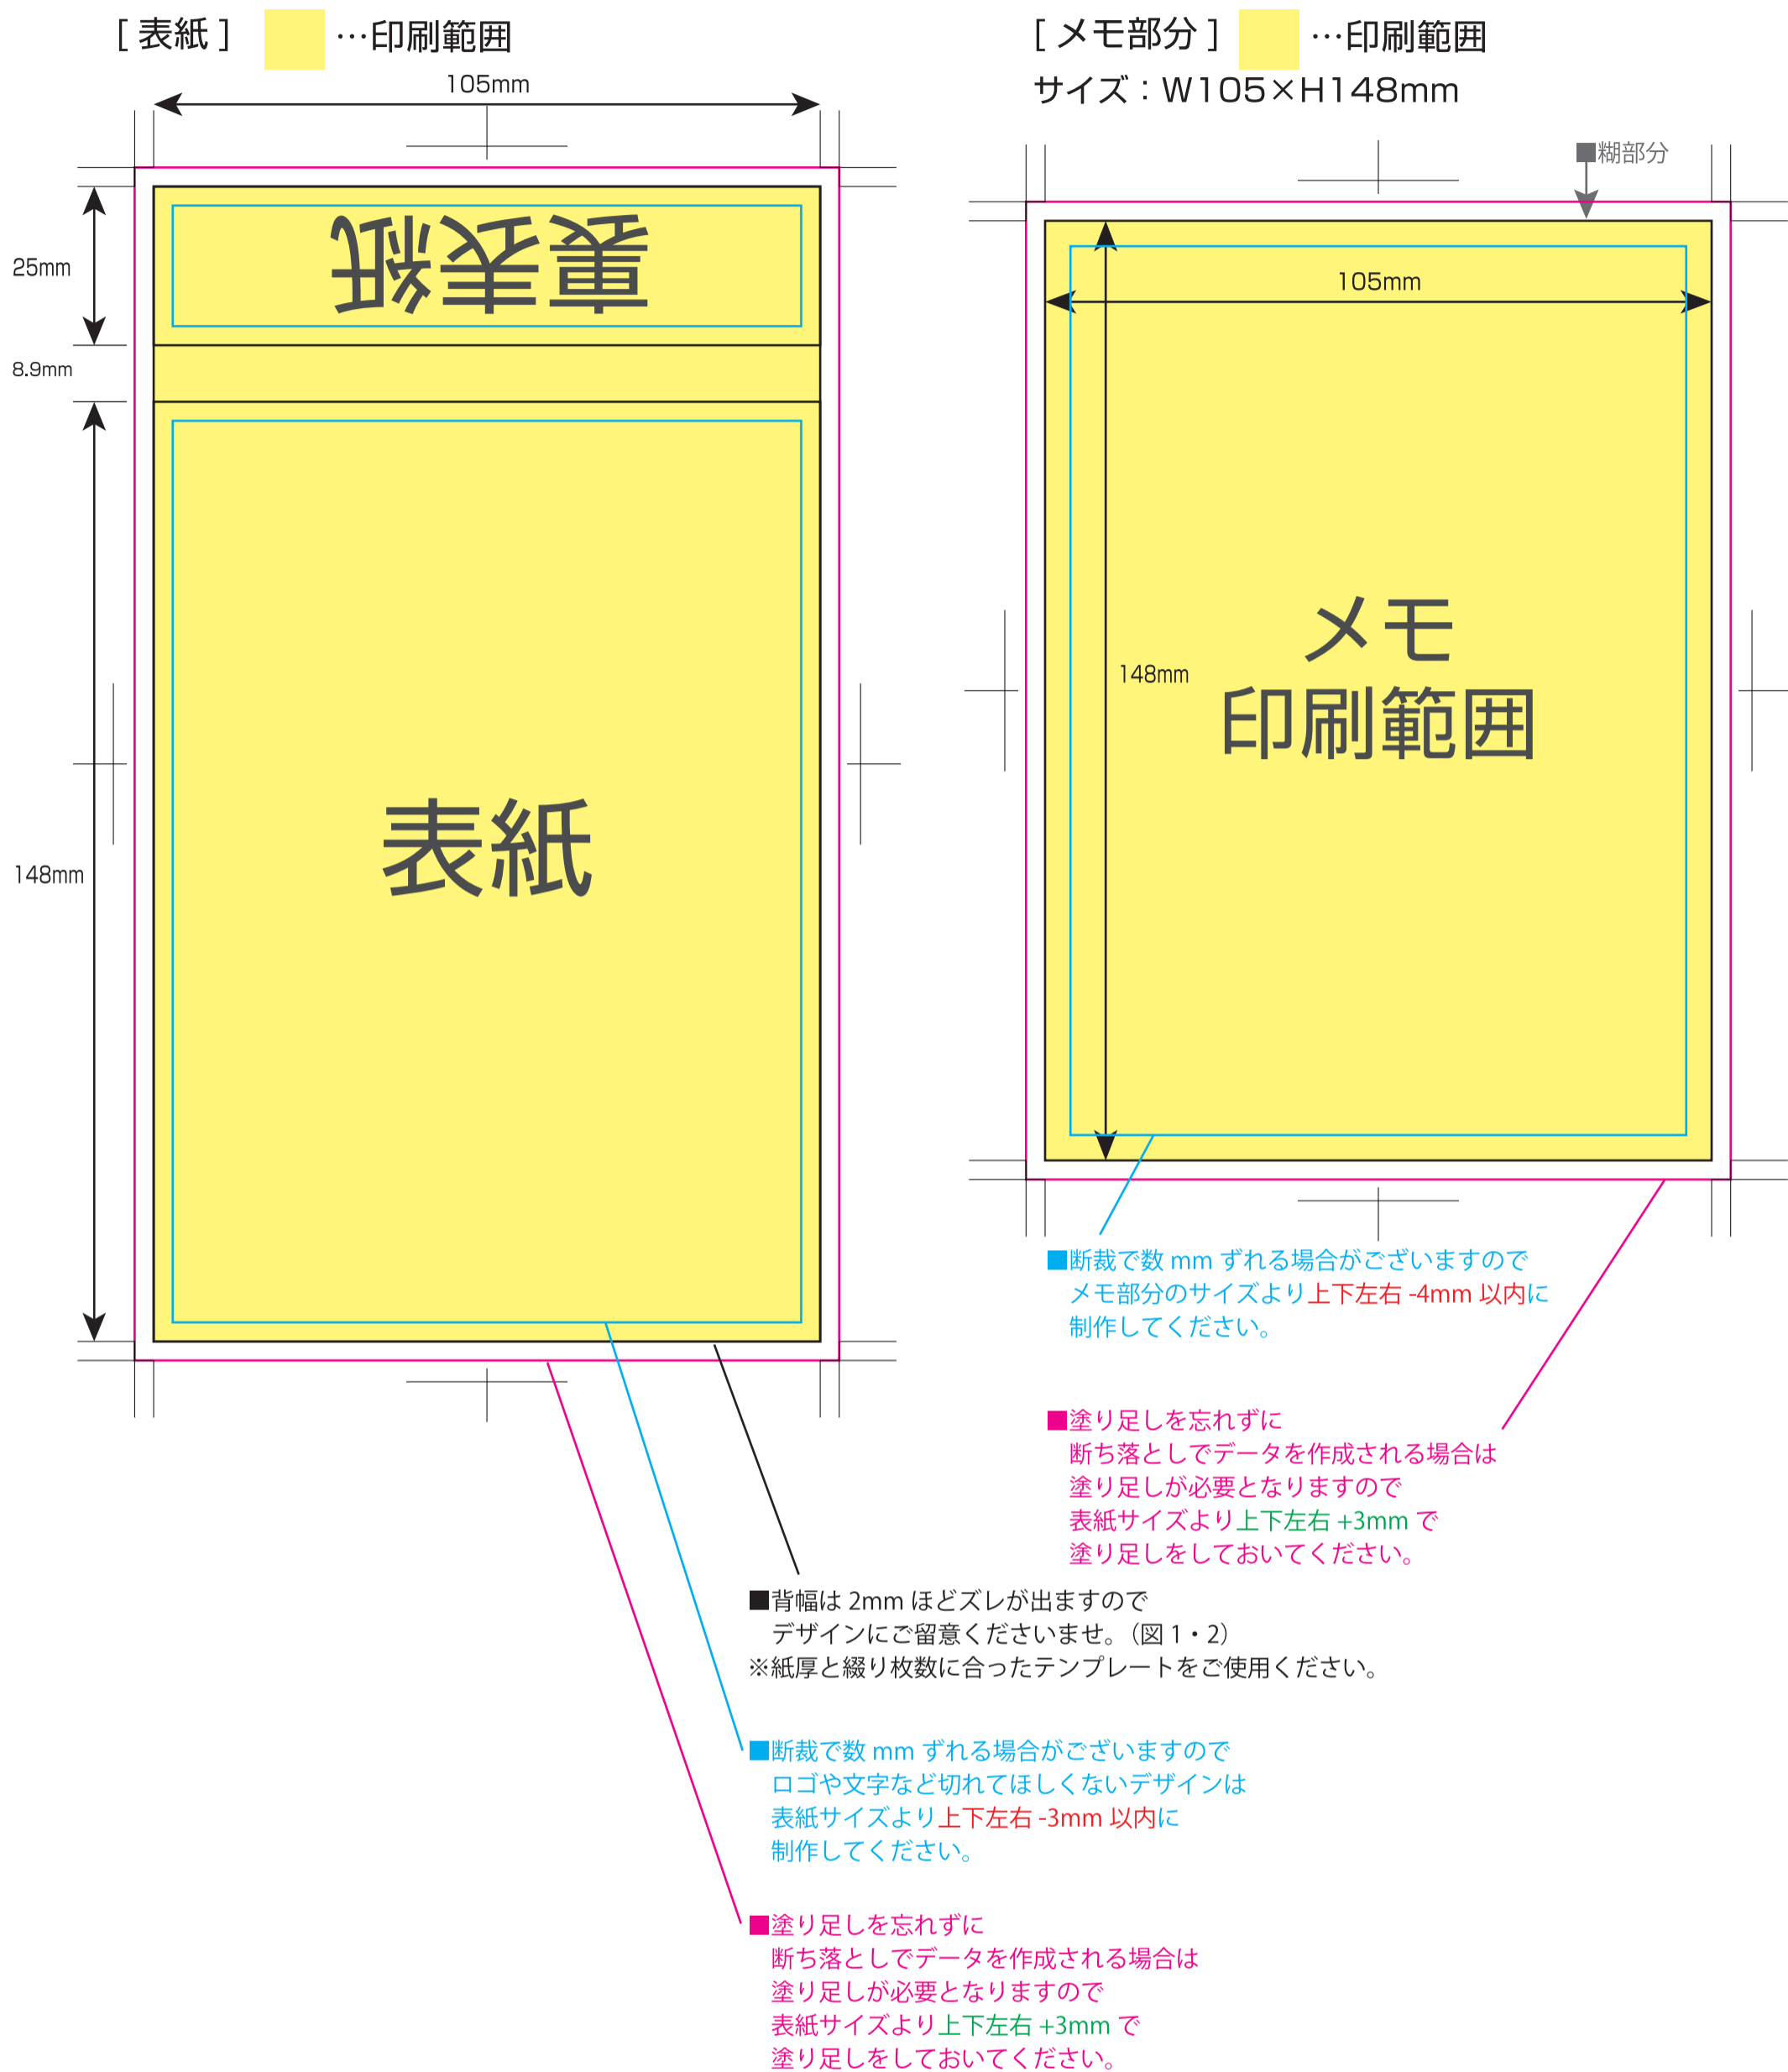 [ 表紙 ] …印刷範囲
105mm
25mm
裏表紙
8.9mm
148mm
表紙
[ メモ部分 ] …印刷範囲
サイズ：W105×H148mm
■糊部分
105mm
148mm
メモ
印刷範囲
■断裁で数 mm ずれる場合がございますので
メモ部分のサイズより上下左右 -4mm 以内に
制作してください。
■塗り足しを忘れずに
断ち落としでデータを作成される場合は
塗り足しが必要となりますので
表紙サイズより上下左右 +3mm で
塗り足しをしておいてください。
■背幅は 2mm ほどズレが出ますので
デザインにご留意くださいませ。（図 1・2）
※紙厚と綴り枚数に合ったテンプレートをご使用ください。
■断裁で数 mm ずれる場合がございますので
ロゴや文字など切れてほしくないデザインは
表紙サイズより上下左右 -3mm 以内に
制作してください。
■塗り足しを忘れずに
断ち落としでデータを作成される場合は
塗り足しが必要となりますので
表紙サイズより上下左右 +3mm で
塗り足しをしておいてください。